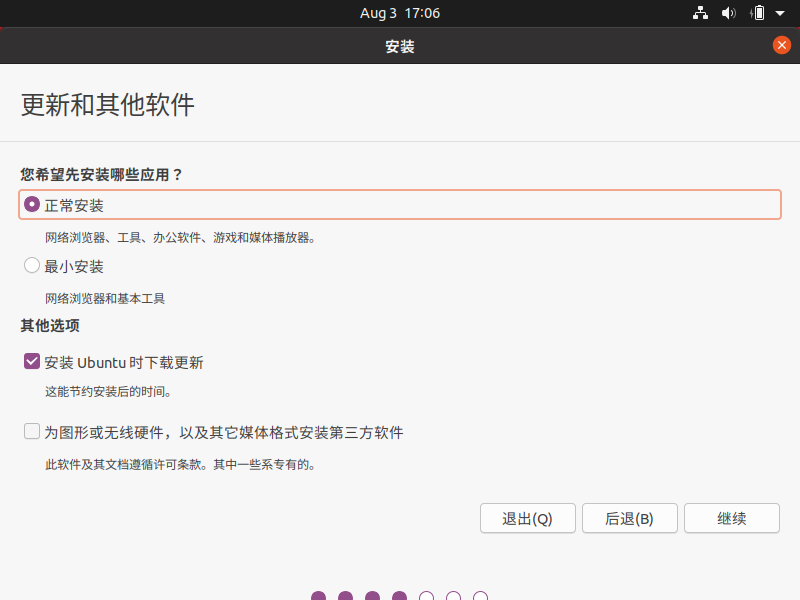 Aug 3 17:06
安装
更新和其他软件
您希望先安装哪些应用？
正常安装
网络浏览器、工具、办公软件、游戏和媒体播放器。
最小安装
网络浏览器和基本工具
其他选项
安装 Ubuntu 时下载更新
这能节约安装后的时间。
为图形或无线硬件，以及其它媒体格式安装第三方软件
此软件及其文档遵循许可条款。其中一些系专有的。
退出(Q) 后退(B) 继续